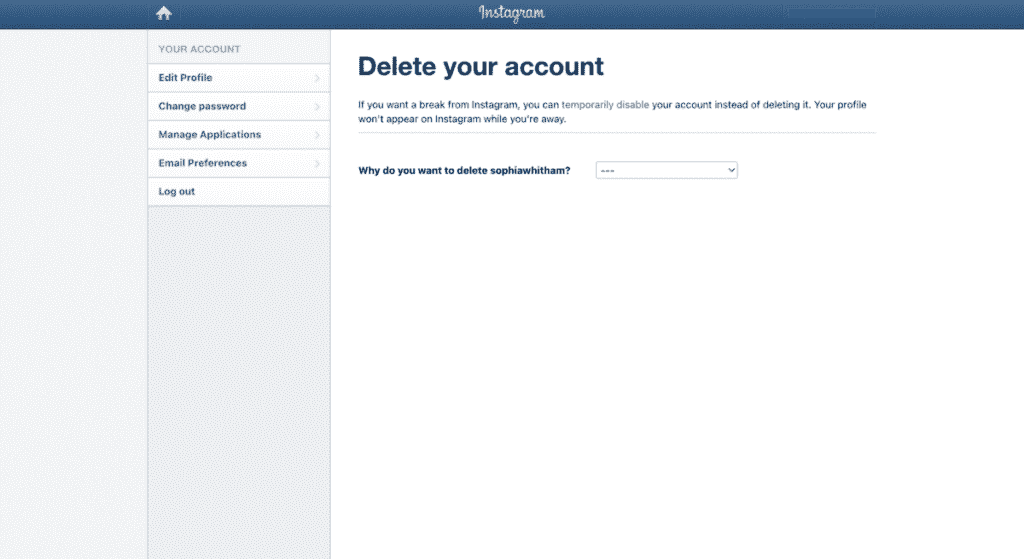 Instagram
YOUR ACCOUNT
Edit Profile
Change password
Manage Applications
Email Preferences
Log out
Delete your account
If you want a break from Instagram, you can temporarily disable your account instead of deleting it. Your profile
won't appear on Instagram while you're away.
Why do you want to delete sophiawhitham? ---